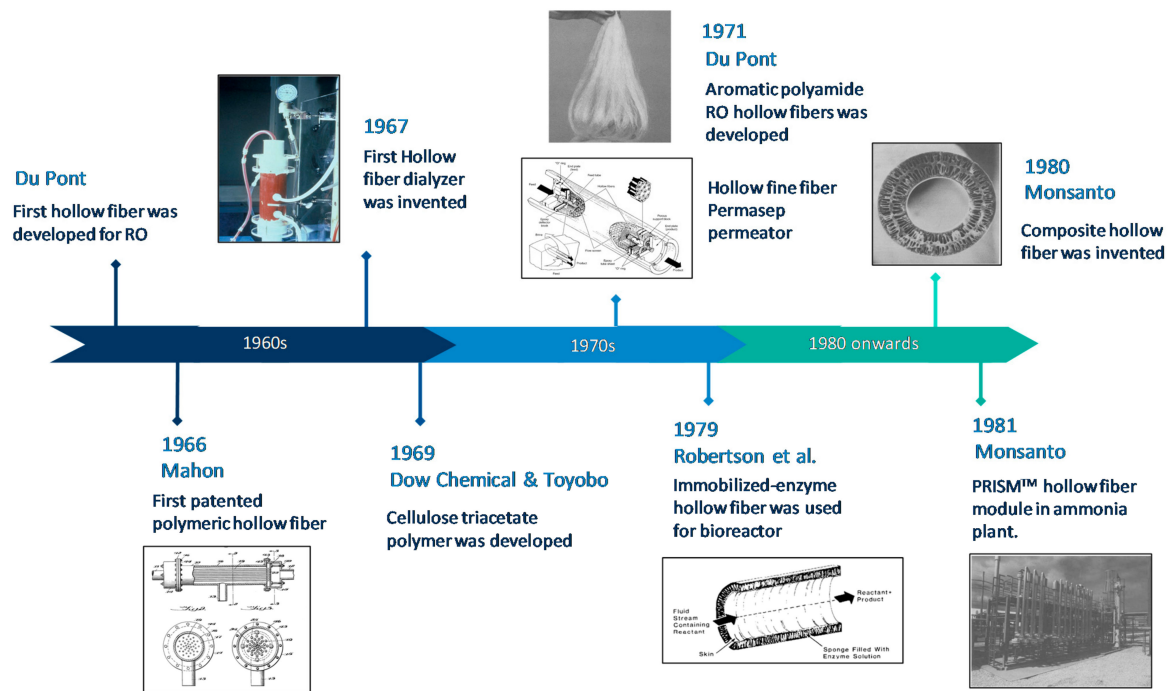 Du Pont
First hollow fiber was
developed for RO
1967
First Hollow
fiber dialyzer
was invented
1971
Du Pont
Aromatic polyamide
RO hollow fibers was
developed
Hollow fine fiber
Permasep
permeator
1980
Monsanto
Composite hollow
fiber was invented
1960s
1970s
1980 onwards
1966
Mahon
First patented
polymeric hollow fiber
1969
Dow Chemical & Toyobo
Cellulose triacetate
polymer was developed
1979
Robertson et al.
Immobilized-enzyme
hollow fiber was used
for bioreactor
Fluid
Stream
Containing
Reactant
Skin
Reactant+
Product
Sponge Filled With
Enzyme Solution
1981
Monsanto
PRISM™ hollow fiber
module in ammonia
plant.